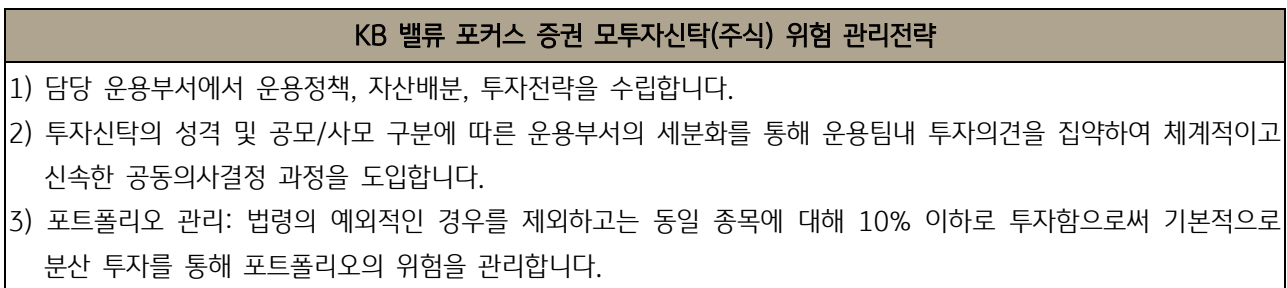 KB 밸류 포커스 증권 모투자신탁(주식) 위험 관리전략
1) 담당 운용부서에서 운용정책, 자산배분, 투자전략을 수립합니다.
2) 투자신탁의 성격 및 공모/사모 구분에 따른 운용부서의 세분화를 통해 운용팀내 투자의견을 집약하여 체계적이고
신속한 공동의사결정 과정을 도입합니다.
3) 포트폴리오 관리: 법령의 예외적인 경우를 제외하고는 동일 종목에 대해 10% 이하로 투자함으로써 기본적으로
분산 투자를 통해 포트폴리오의 위험을 관리합니다.